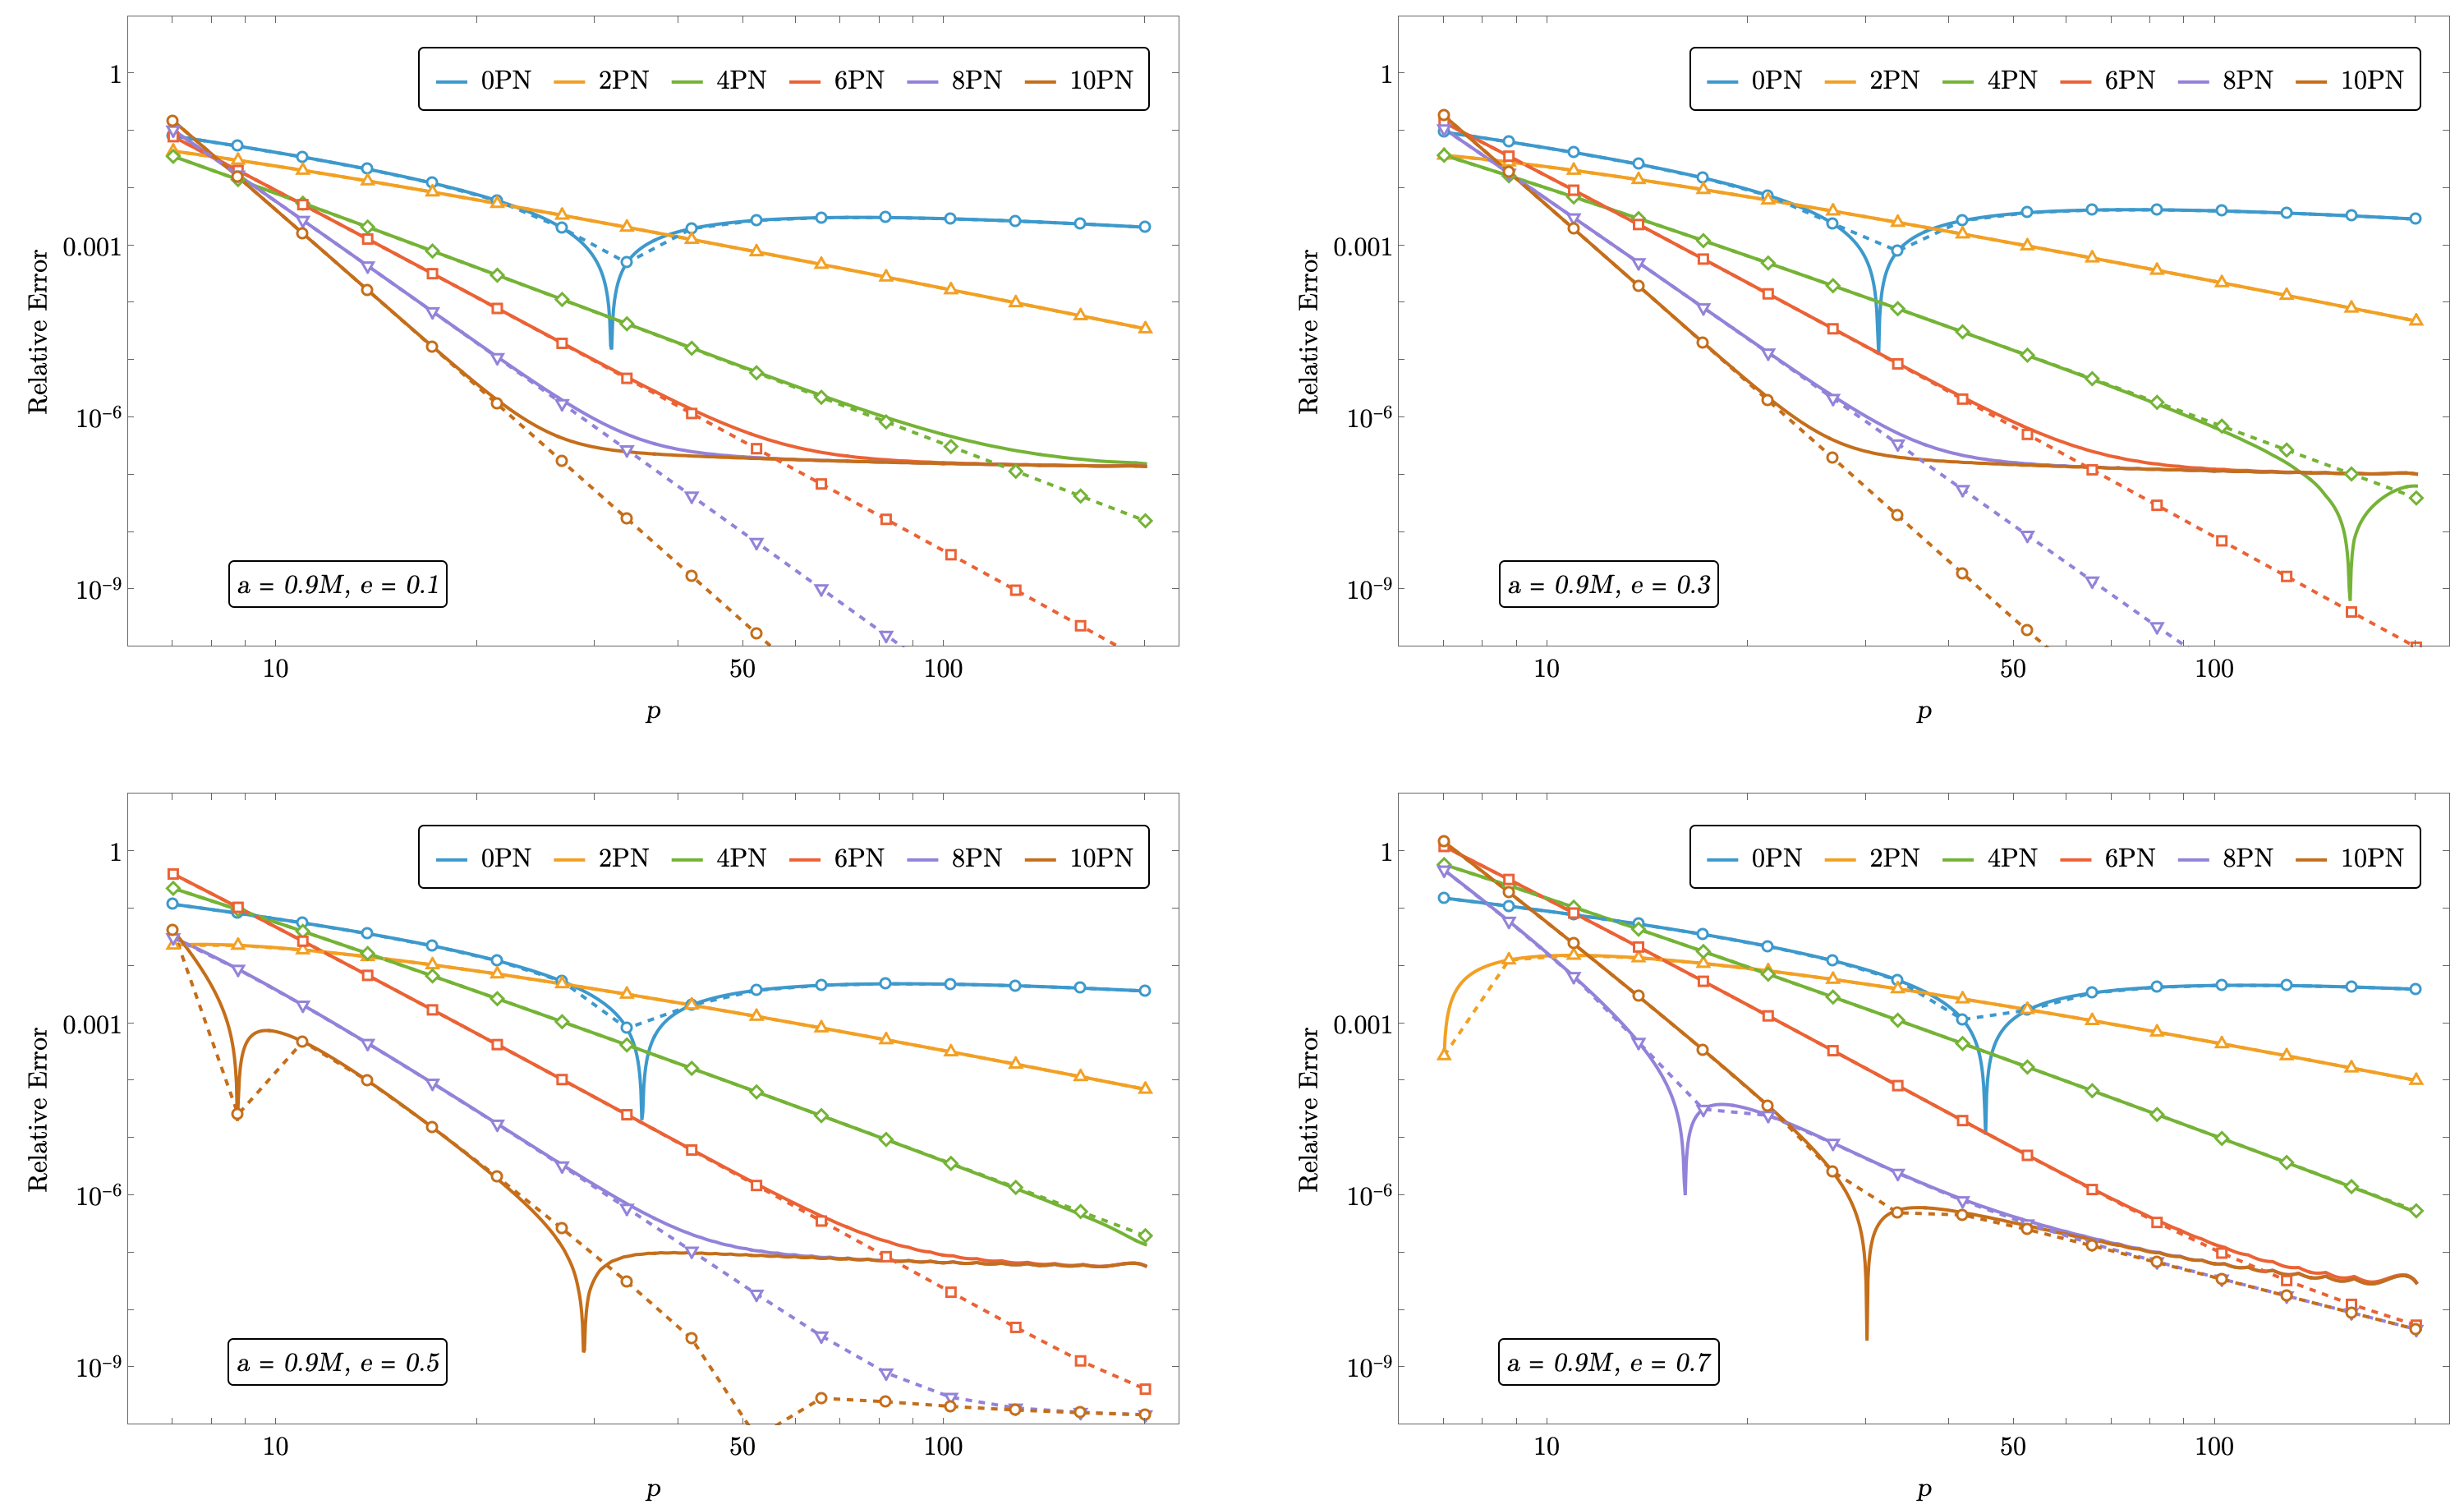 0PN 2PN 4PN 6PN 8PN 10PN
1
0.001
10⁻⁶
10⁻⁹
Relative Error
a = 0.9M, e = 0.1
10 50 100
p
0PN 2PN 4PN 6PN 8PN 10PN
1
0.001
10⁻⁶
10⁻⁹
Relative Error
a = 0.9M, e = 0.3
10 50 100
p
0PN 2PN 4PN 6PN 8PN 10PN
1
0.001
10⁻⁶
10⁻⁹
Relative Error
a = 0.9M, e = 0.5
10 50 100
p
0PN 2PN 4PN 6PN 8PN 10PN
1
0.001
10⁻⁶
10⁻⁹
Relative Error
a = 0.9M, e = 0.7
10 50 100
p